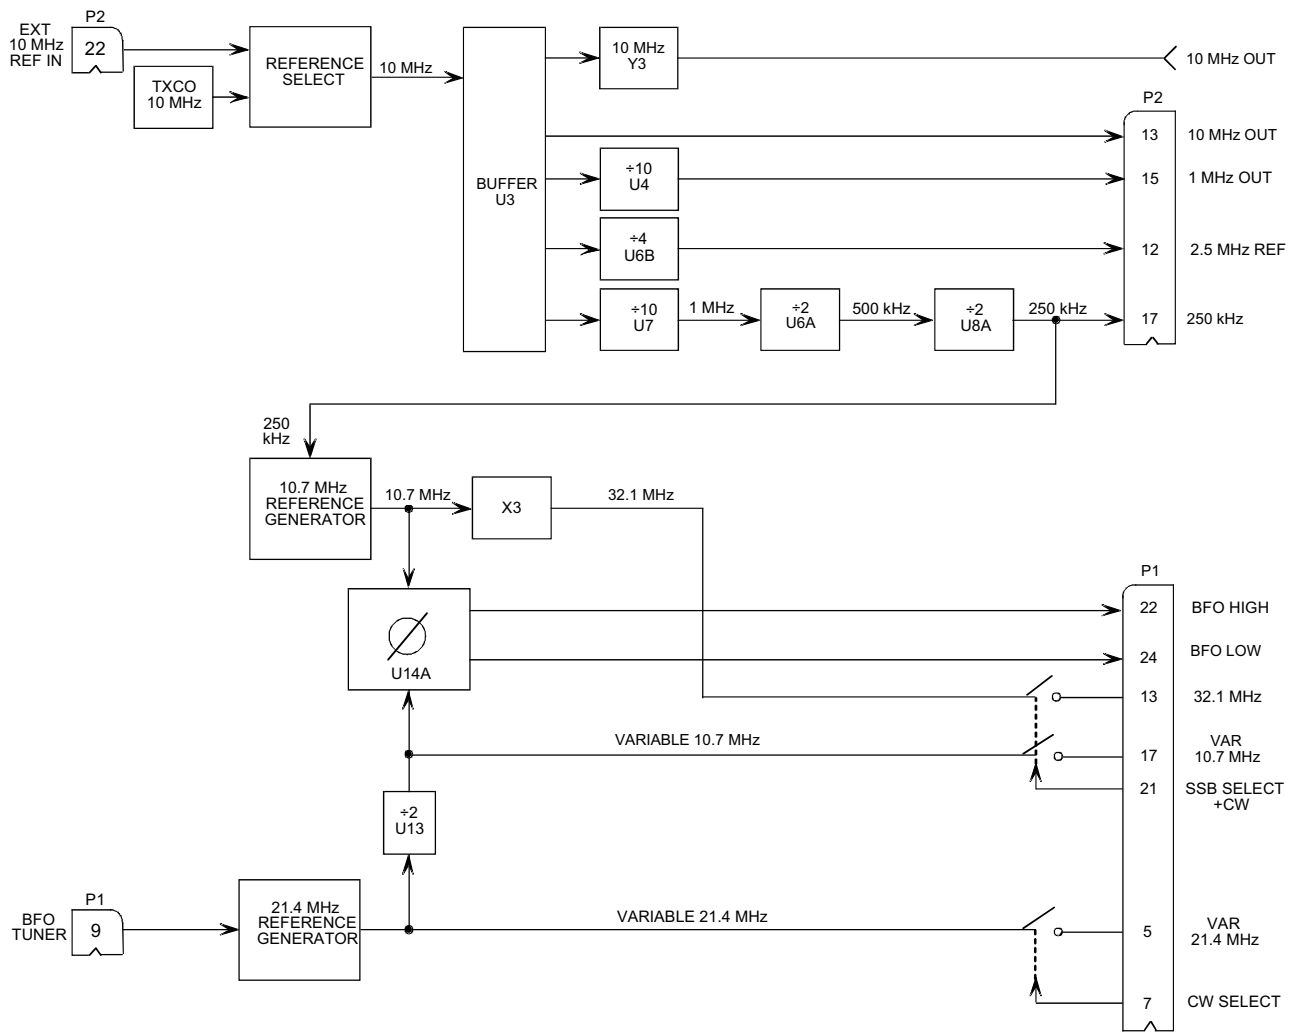 P2
EXT
10 MHz
REF IN
22
TXCO
10 MHz
REFERENCE
SELECT
10 MHz
BUFFER
U3
10 MHz
Y3
10 MHz OUT
P2
13
10 MHz OUT
÷10
U4
15
1 MHz OUT
÷4
U6B
12
2.5 MHz REF
÷10
U7
1 MHz
÷2
U6A
500 kHz
÷2
U8A
250 kHz
17
250 kHz
250
kHz
10.7 MHz
REFERENCE
GENERATOR
10.7 MHz
X3
32.1 MHz
U14A
P1
22
BFO HIGH
24
BFO LOW
13
32.1 MHz
VARIABLE 10.7 MHz
17
VAR
10.7 MHz
21
SSB SELECT
+CW
÷2
U13
BFO
TUNER
P1
9
21.4 MHz
REFERENCE
GENERATOR
VARIABLE 21.4 MHz
5
VAR
21.4 MHz
7
CW SELECT